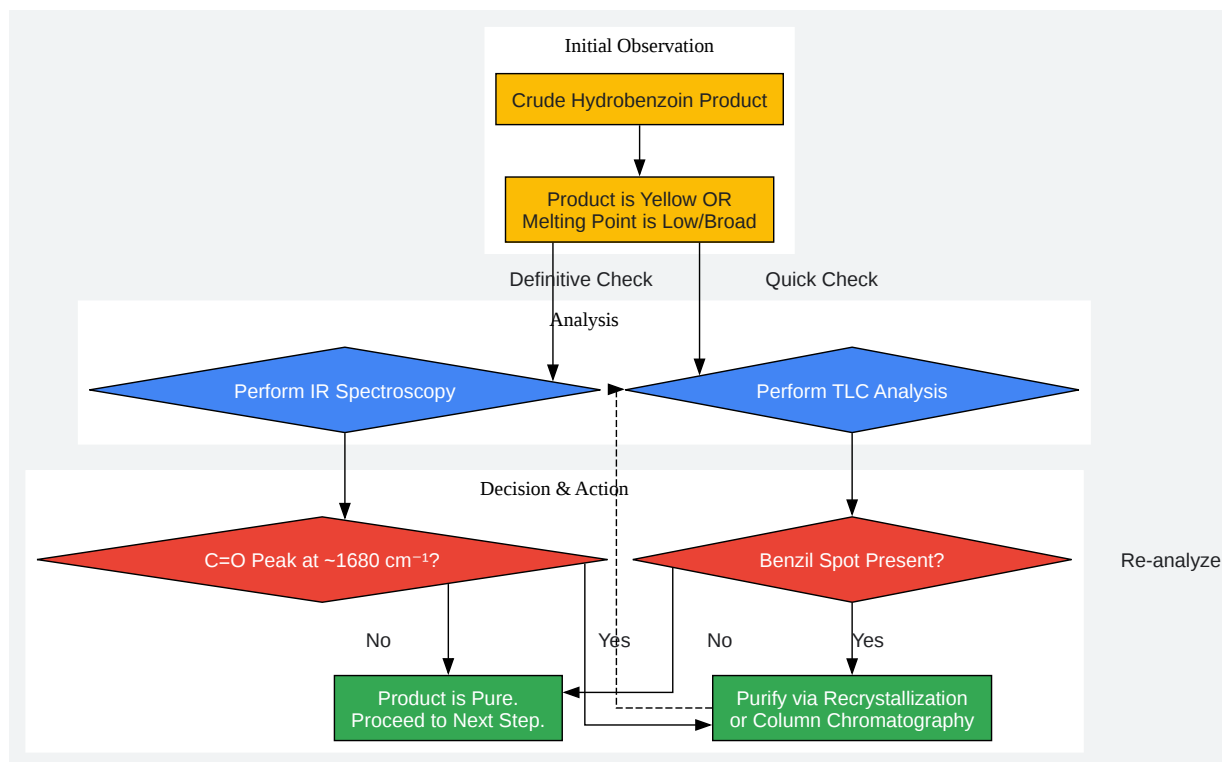 Initial Observation
Crude Hydrobenzoin Product
Product is Yellow OR
Melting Point is Low/Broad
Definitive Check
Quick Check
Analysis
Perform IR Spectroscopy
Perform TLC Analysis
Decision & Action
C=O Peak at ~1680 cm⁻¹?
Benzil Spot Present?
Re-analyze
No
Yes
No
Yes
Product is Pure.
Proceed to Next Step.
Purify via Recrystallization
or Column Chromatography